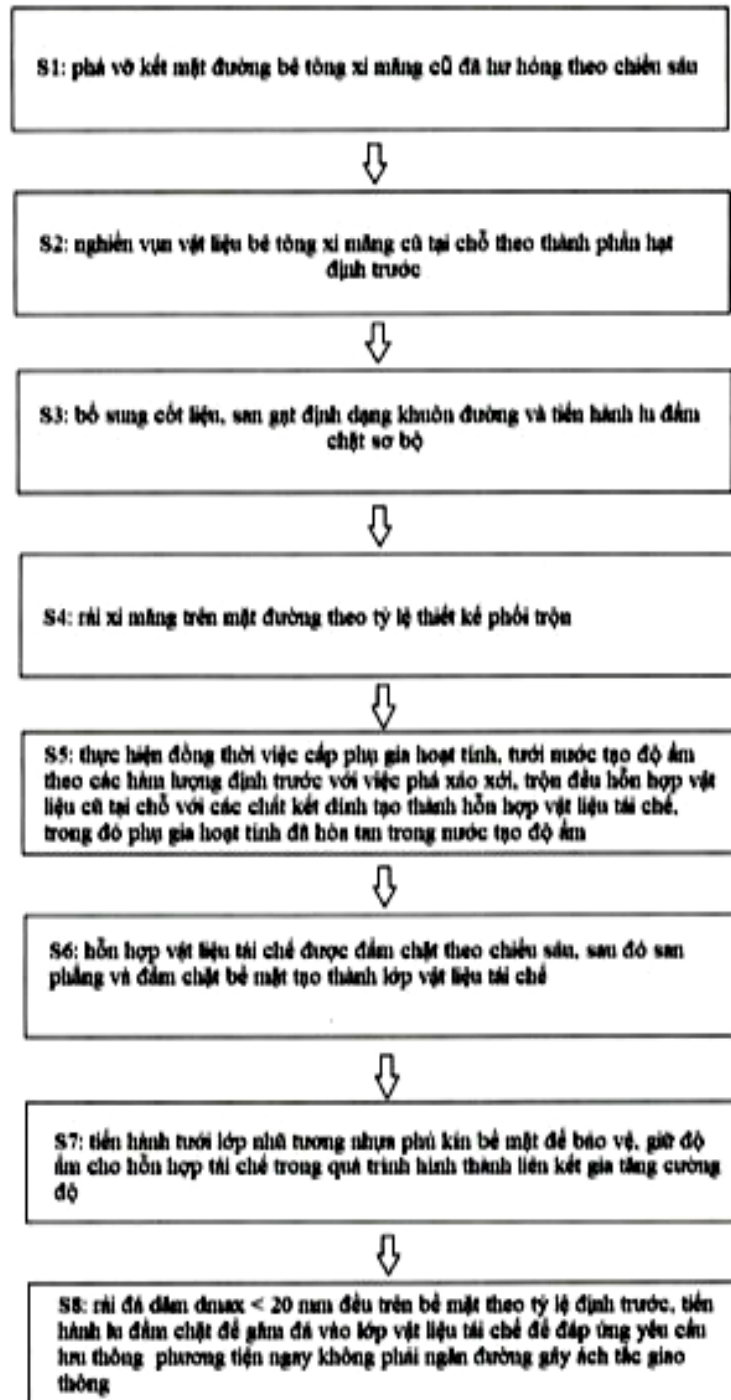 S1: phá vỡ kết mặt đường bê tông xi măng cũ đã hư hỏng theo chiều sâu
S2: nghiền vụn vật liệu bê tông xi măng cũ tại chỗ theo thành phần hạt
định trước
S3: bổ sung cốt liệu, san gạt định dạng khuôn đường và tiến hành lu đầm
chặt sơ bộ
S4: rải xi măng trên mặt đường theo tỷ lệ thiết kế phối trộn
S5: thực hiện đồng thời việc cấp phụ gia hoạt tính, tưới nước tạo độ ẩm
theo các hàm lượng định trước với việc phá xáo xới, trộn đều hỗn hợp vật
liệu cũ tại chỗ với các chất kết dính tạo thành hỗn hợp vật liệu tái chế,
trong đó phụ gia hoạt tính đã hòa tan trong nước tạo độ ẩm
S6: hỗn hợp vật liệu tái chế được đầm chặt theo chiều sâu, sau đó san
phẳng và đầm chặt bề mặt tạo thành lớp vật liệu tái chế
S7: tiến hành tưới lớp nhũ tương nhựa phủ kín bề mặt để bảo vệ, giữ độ
ẩm cho hỗn hợp tái chế trong quá trình hình thành liên kết gia tăng cường
độ
S8: rải đá dăm dmax < 20 mm đều trên bề mặt theo tỷ lệ định trước, tiến
hành lu đầm chặt để găm đá vào lớp vật liệu tái chế để đáp ứng yêu cầu
lưu thông phương tiện ngay không phải ngăn đường gây ách tắc giao
thông